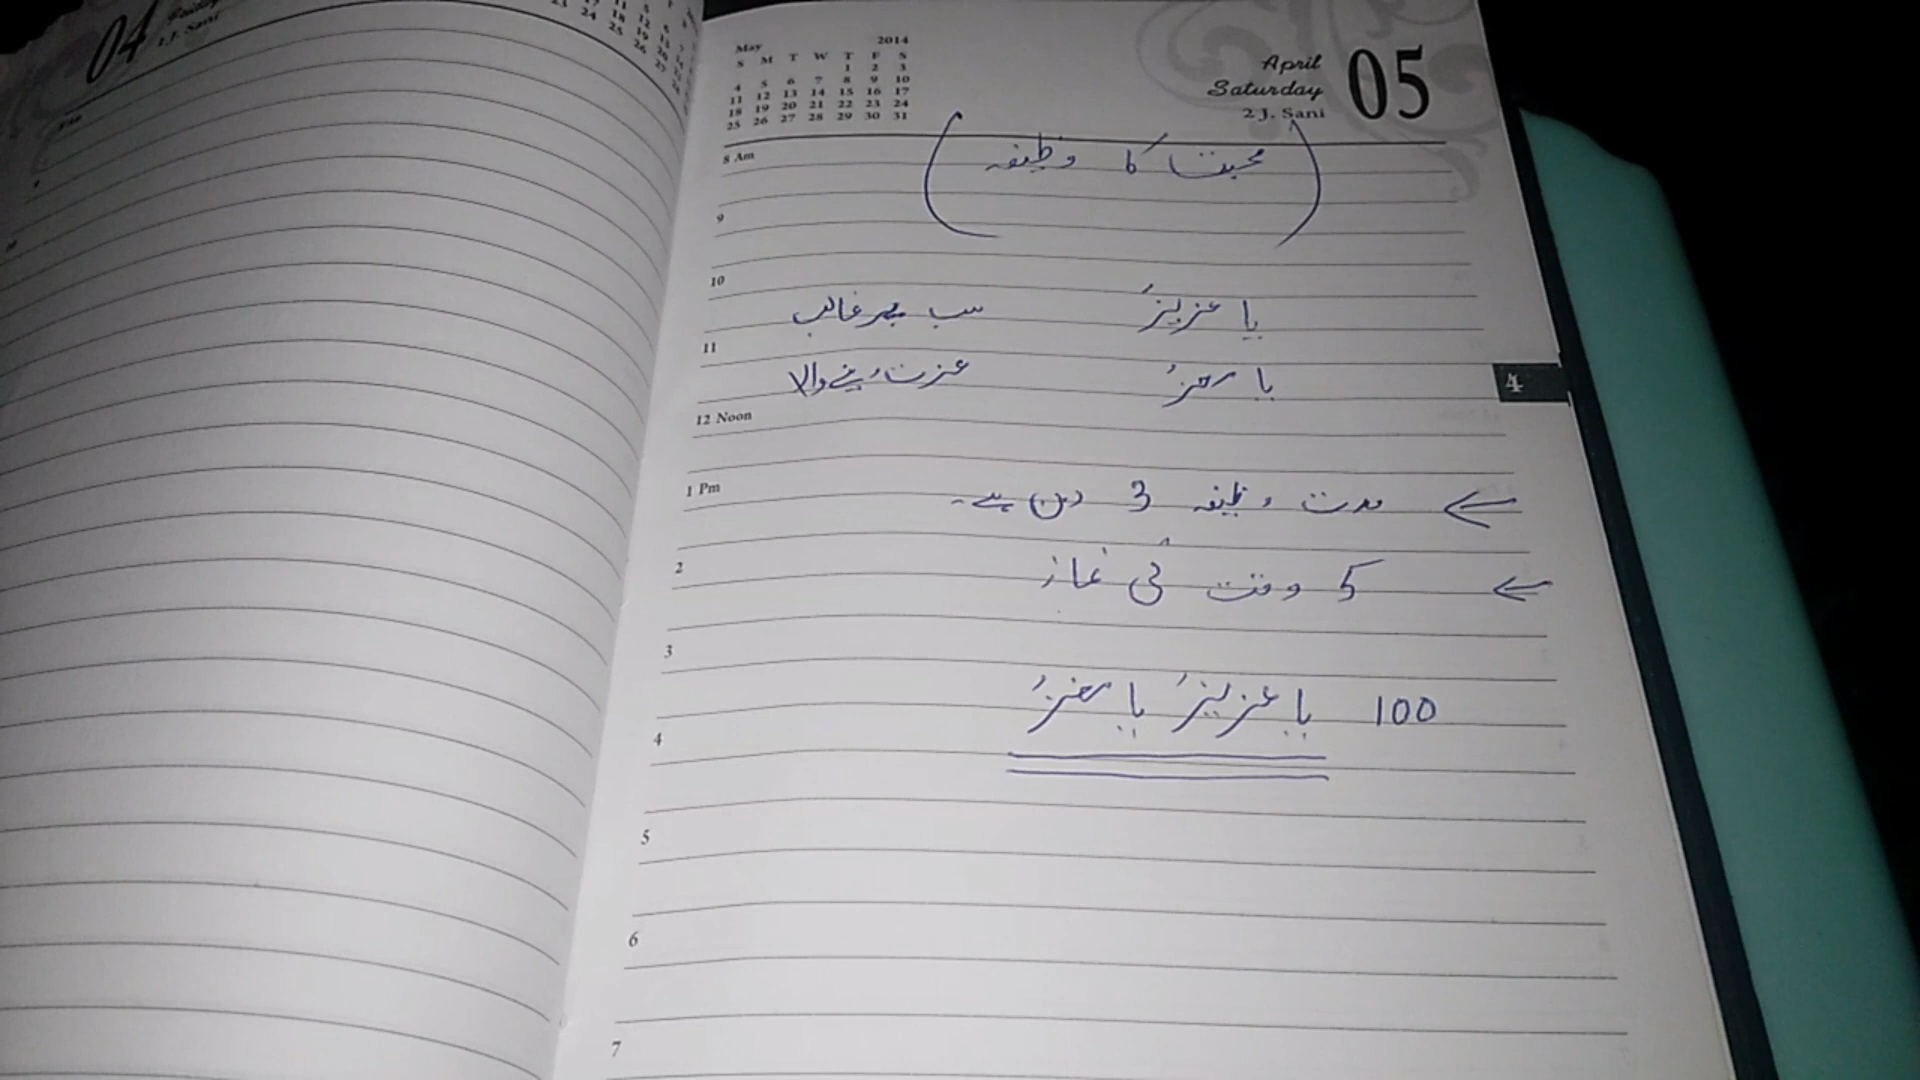 04 Friday
1 J. Sani
May 2014
S M T W T F S
1 2 3
4 5 6 7 8 9 10
11 12 13 14 15 16 17
18 19 20 21 22 23 24
25 26 27 28 29 30 31
April
Saturday 05
2 J. Sani
8 Am
محبت کا وظیفہ
9
10
یا عزیزُ سب پر غالب
11
یا معزُ عزت دینے والا
4
12 Noon
1 Pm
مدت وظیفہ 3 دن ہے۔
2
5 وقت کی نماز
3
100 یا عزیزُ یا معزُ
4
5
6
7